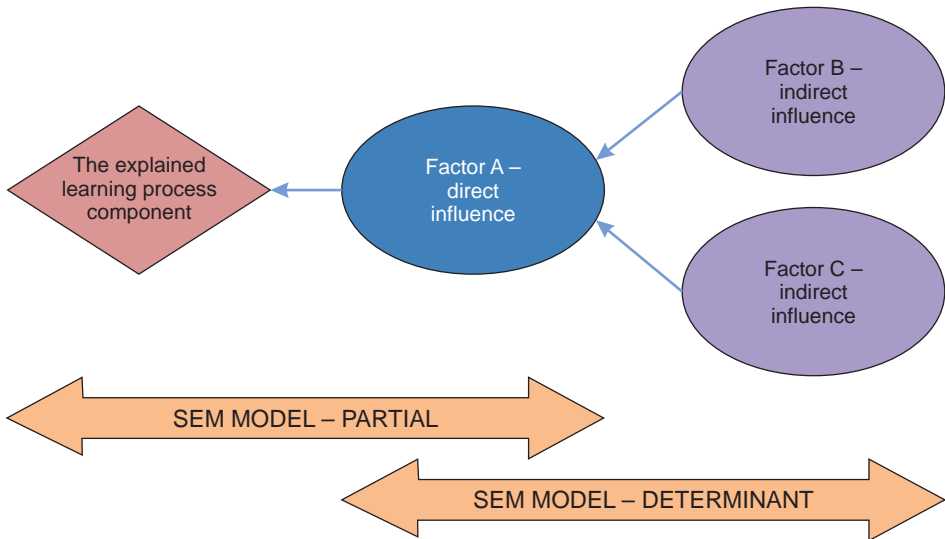 The explained
learning process
component
Factor A –
direct
influence
Factor B –
indirect
influence
Factor C –
indirect
influence
SEM MODEL – PARTIAL
SEM MODEL – DETERMINANT